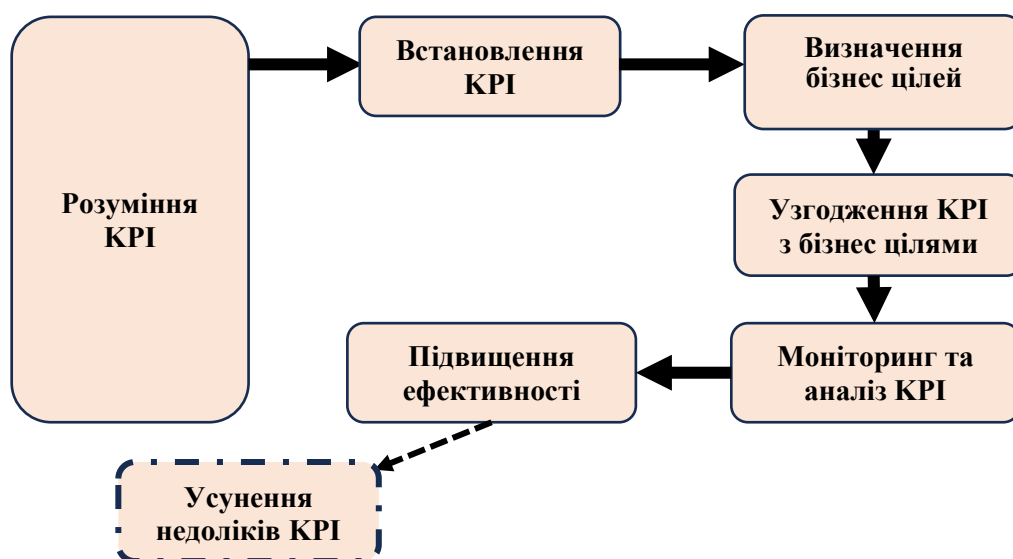 Розуміння
KPI
Встановлення
KPI
Визначення
бізнес цілей
Узгодження KPI
з бізнес цілями
Моніторинг та
аналіз KPI
Підвищення
ефективності
Усунення
недоліків KPI